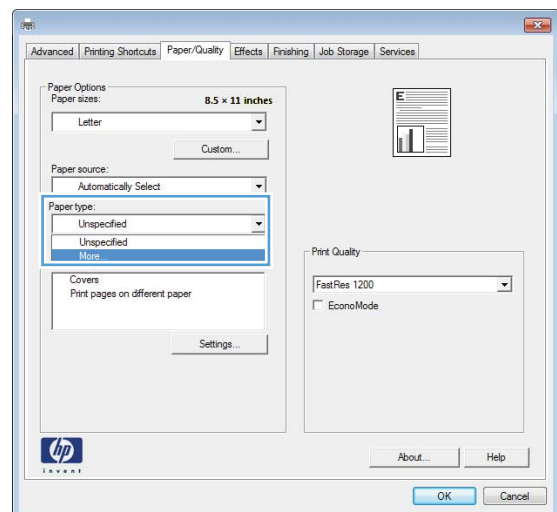 Advanced Printing Shortcuts Paper/Quality Effects Finishing Job Storage Services
Paper Options
Paper sizes: 8.5 × 11 inches
Letter
Custom...
Paper source:
Automatically Select
Paper type:
Unspecified
Unspecified
More...
Covers
Print pages on different paper
Settings...
E
Print Quality
FastRes 1200
EconoMode
hp
invent
About... Help
OK Cancel